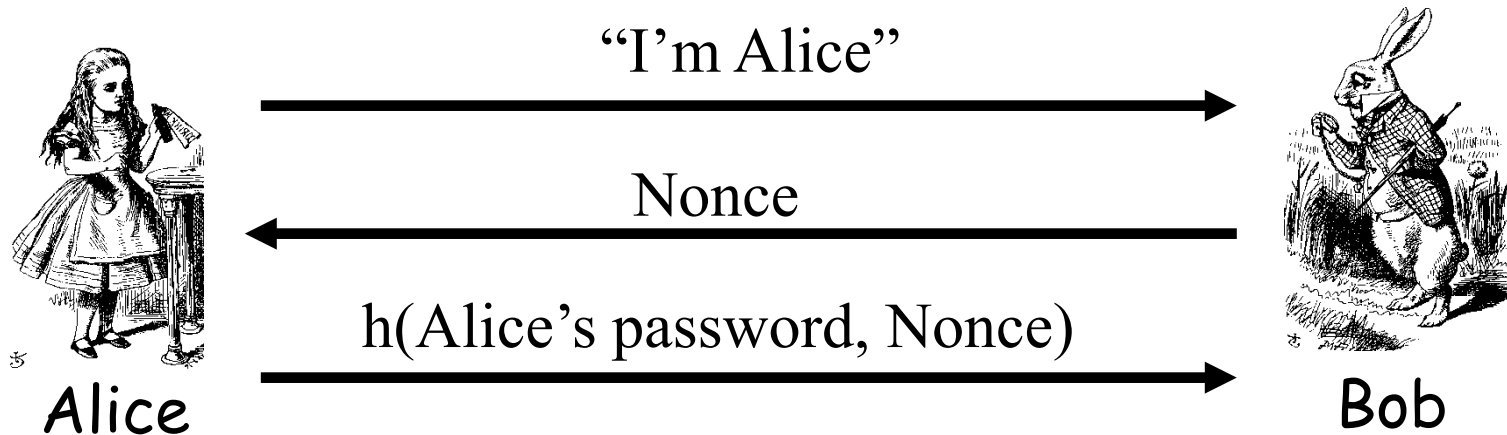 “I’m Alice”
Nonce
h(Alice’s password, Nonce)
Alice
Bob